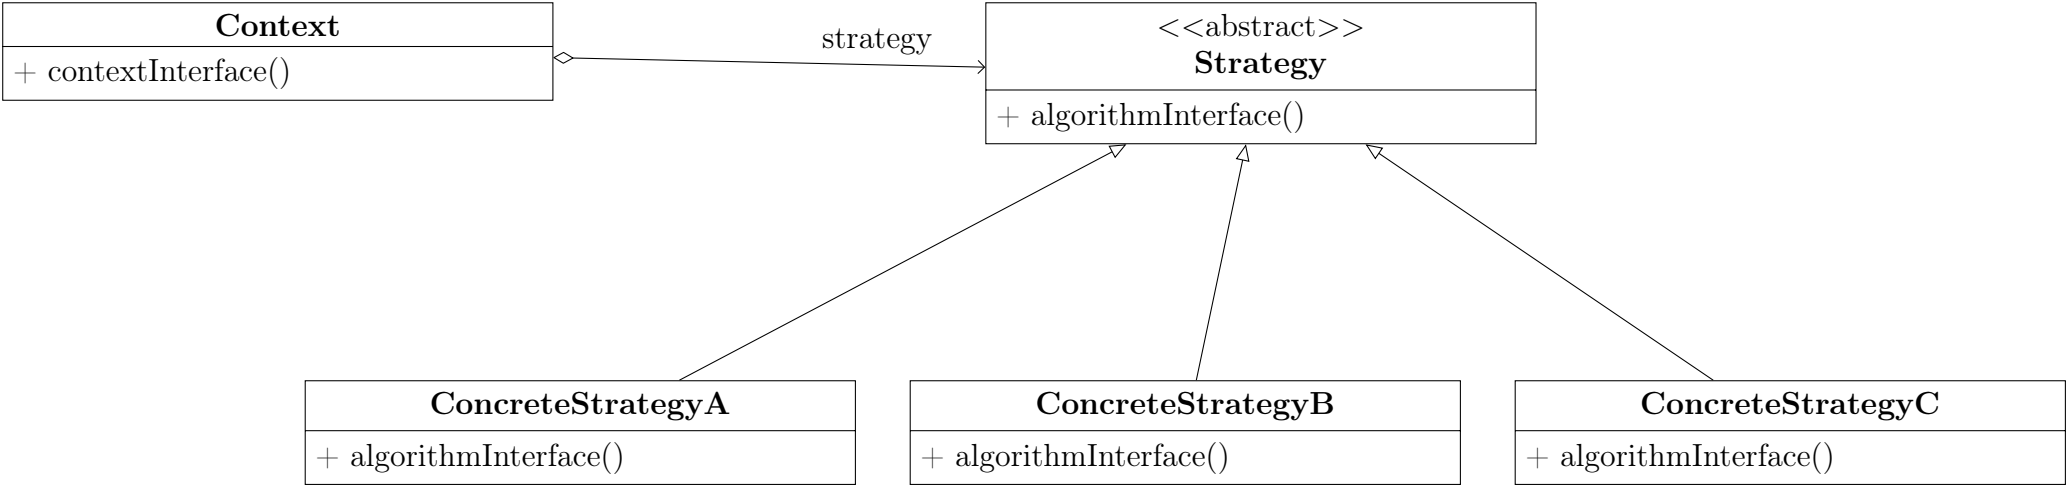 Context
+ contextInterface()
strategy
<<abstract>>
Strategy
+ algorithmInterface()
ConcreteStrategyA
+ algorithmInterface()
ConcreteStrategyB
+ algorithmInterface()
ConcreteStrategyC
+ algorithmInterface()